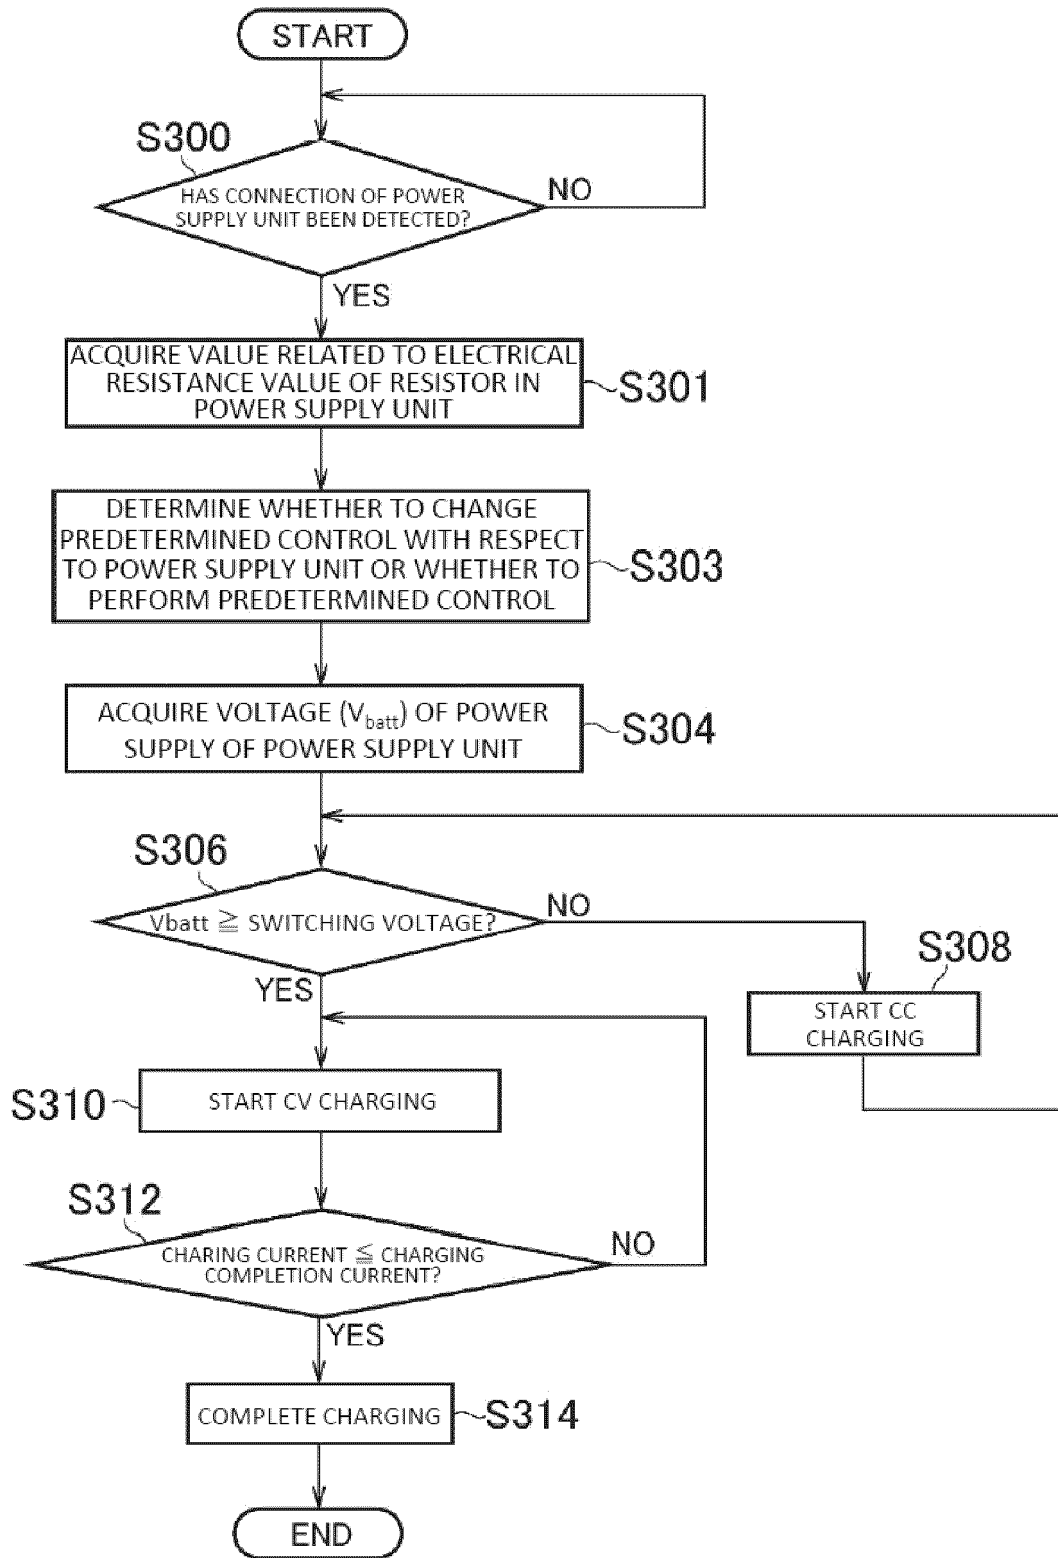 START
S300
HAS CONNECTION OF POWER
SUPPLY UNIT BEEN DETECTED?
NO
YES
ACQUIRE VALUE RELATED TO ELECTRICAL
RESISTANCE VALUE OF RESISTOR IN
POWER SUPPLY UNIT
S301
DETERMINE WHETHER TO CHANGE
PREDETERMINED CONTROL WITH RESPECT
TO POWER SUPPLY UNIT OR WHETHER TO
PERFORM PREDETERMINED CONTROL
S303
ACQUIRE VOLTAGE (Vbatt) OF POWER
SUPPLY OF POWER SUPPLY UNIT
S304
S306
Vbatt ≧ SWITCHING VOLTAGE?
NO
YES
S308
START CC
CHARGING
S310
START CV CHARGING
S312
CHARING CURRENT ≦ CHARGING
COMPLETION CURRENT?
NO
YES
COMPLETE CHARGING
S314
END